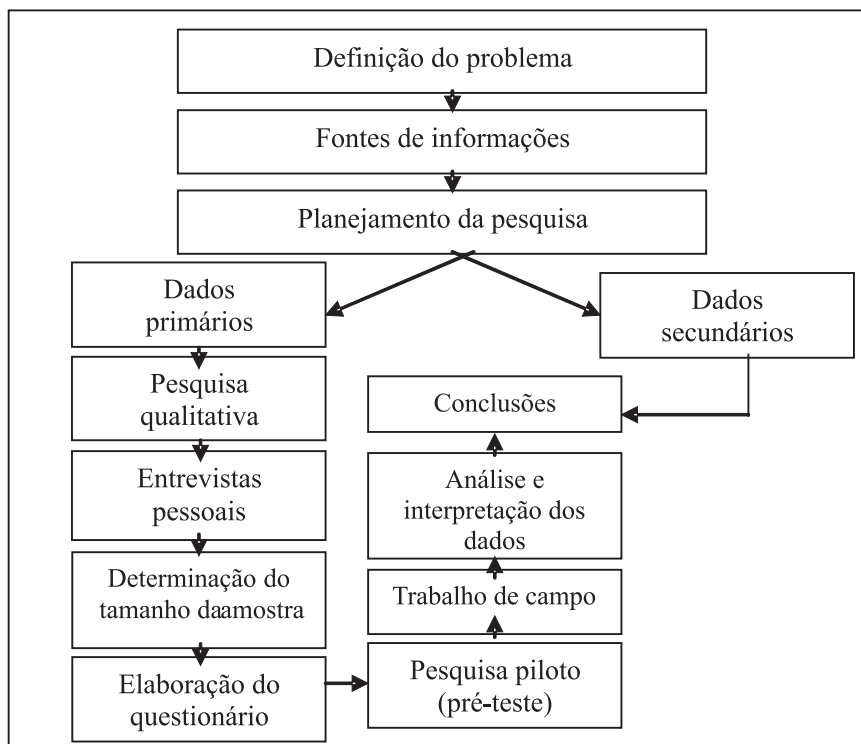 Definição do problema
Fontes de informações
Planejamento da pesquisa
Dados
primários
Dados
secundários
Pesquisa
qualitativa
Entrevistas
pessoais
Determinação do
tamanho daamostra
Elaboração do
questionário
Pesquisa piloto
(pré-teste)
Trabalho de campo
Análise e
interpretação dos
dados
Conclusões